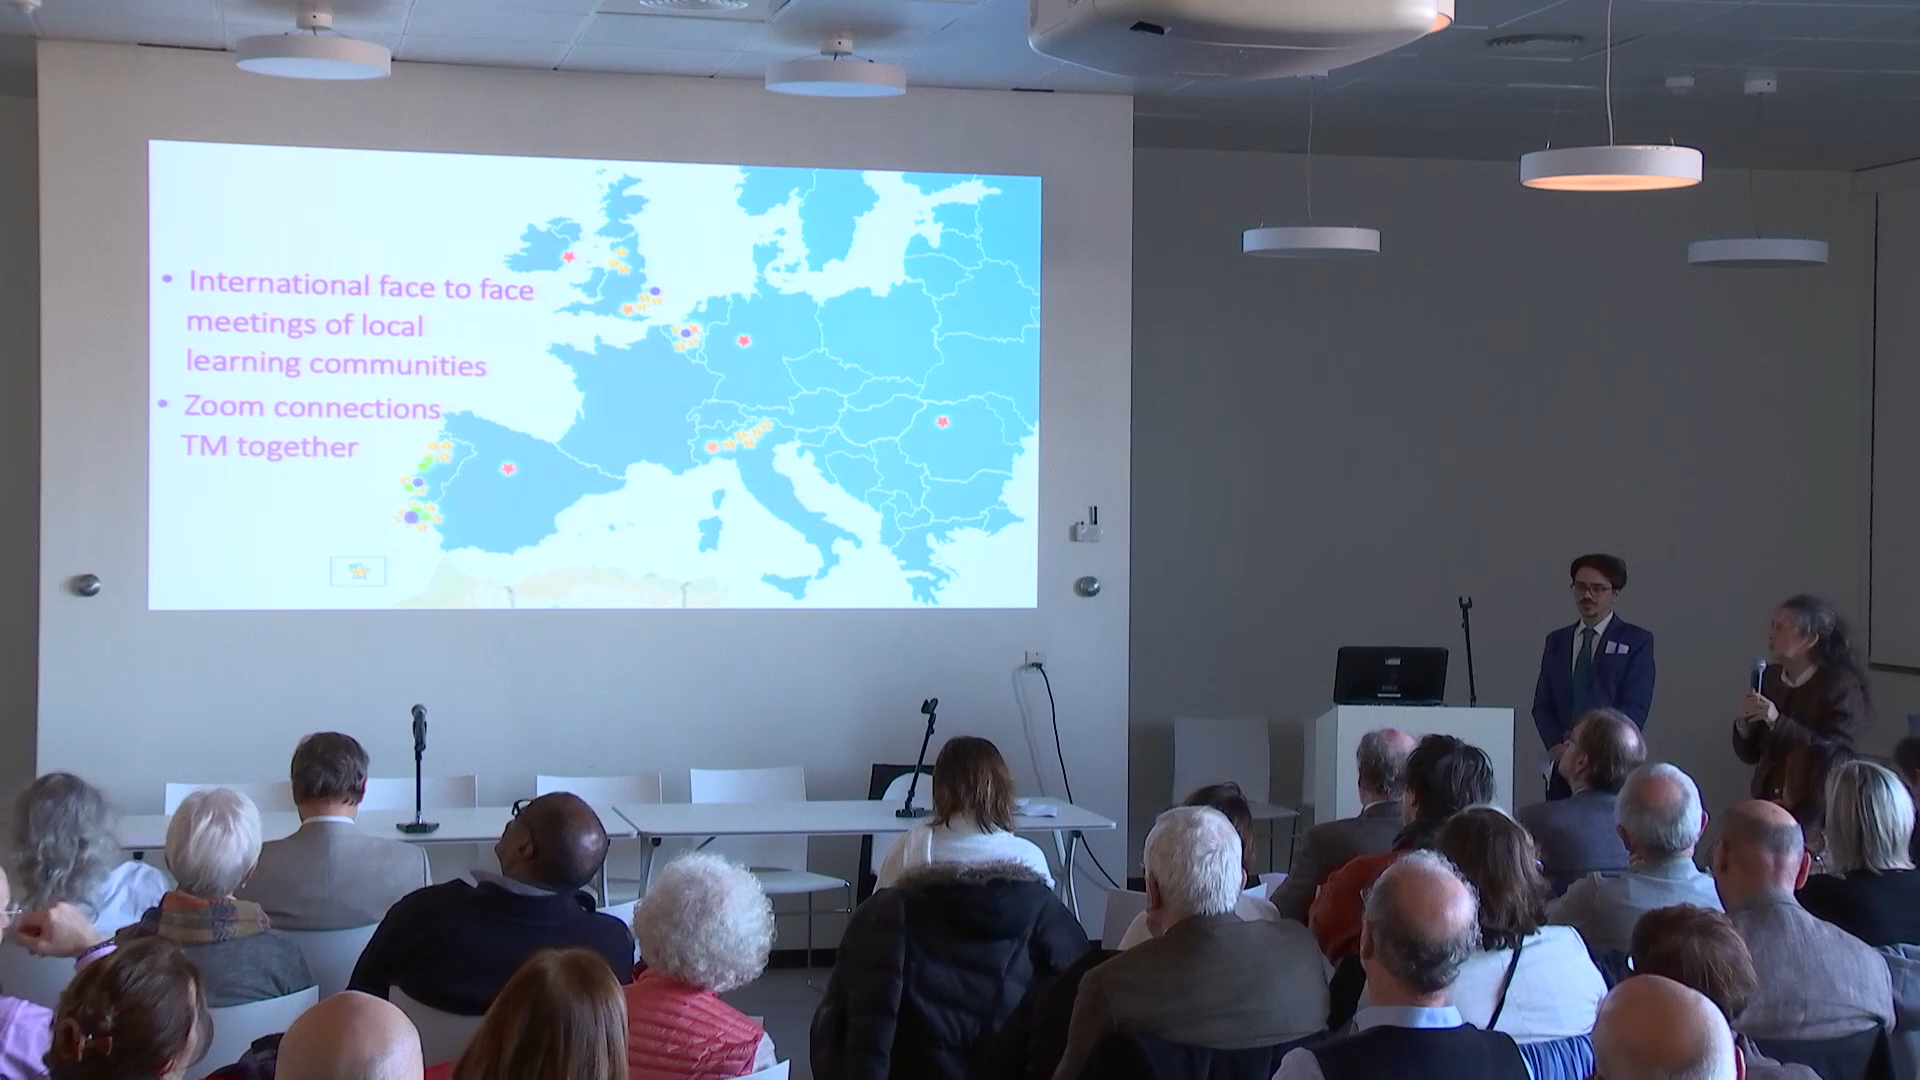 • International face to face
meetings of local
learning communities
• Zoom connections
TM together